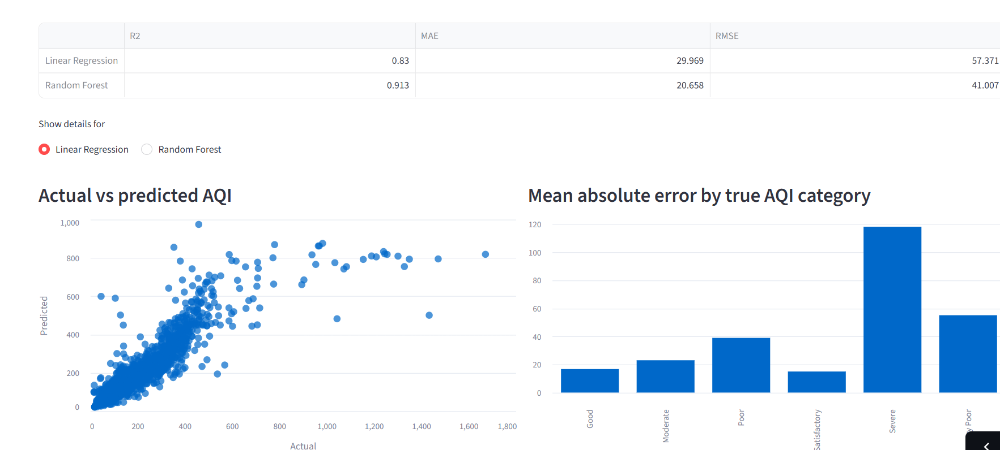 R2 MAE RMSE
Linear Regression 0.83 29.969 57.371
Random Forest 0.913 20.658 41.007
Show details for
Linear Regression Random Forest
Actual vs predicted AQI
1,000
800
600
400
200
0
Predicted
0 200 400 600 800 1,000 1,200 1,400 1,600 1,800
Actual
Mean absolute error by true AQI category
120
100
80
60
40
20
0
Good Moderate Poor Satisfactory Severe y Poor